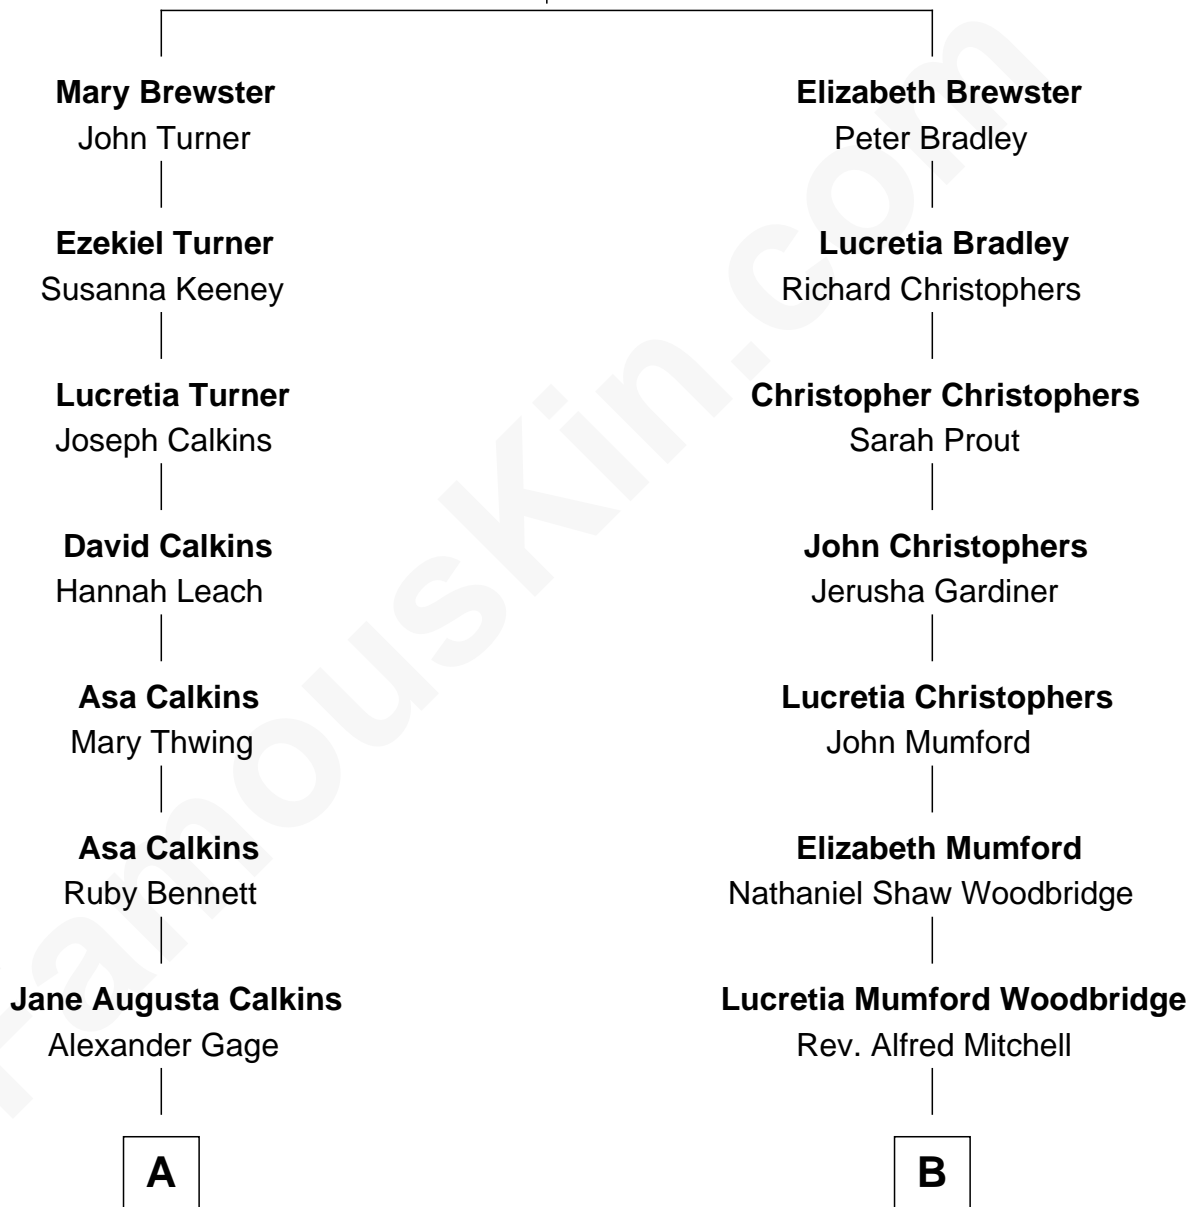 Mary Brewster
John Turner
Ezekiel Turner
Susanna Keeney
Lucretia Turner
Joseph Calkins
David Calkins
Hannah Leach
Asa Calkins
Mary Thwing
Asa Calkins
Ruby Bennett
Jane Augusta Calkins
Alexander Gage
A
Elizabeth Brewster
Peter Bradley
Lucretia Bradley
Richard Christophers
Christopher Christophers
Sarah Prout
John Christophers
Jerusha Gardiner
Lucretia Christophers
John Mumford
Elizabeth Mumford
Nathaniel Shaw Woodbridge
Lucretia Mumford Woodbridge
Rev. Alfred Mitchell
B
FamousKin.com